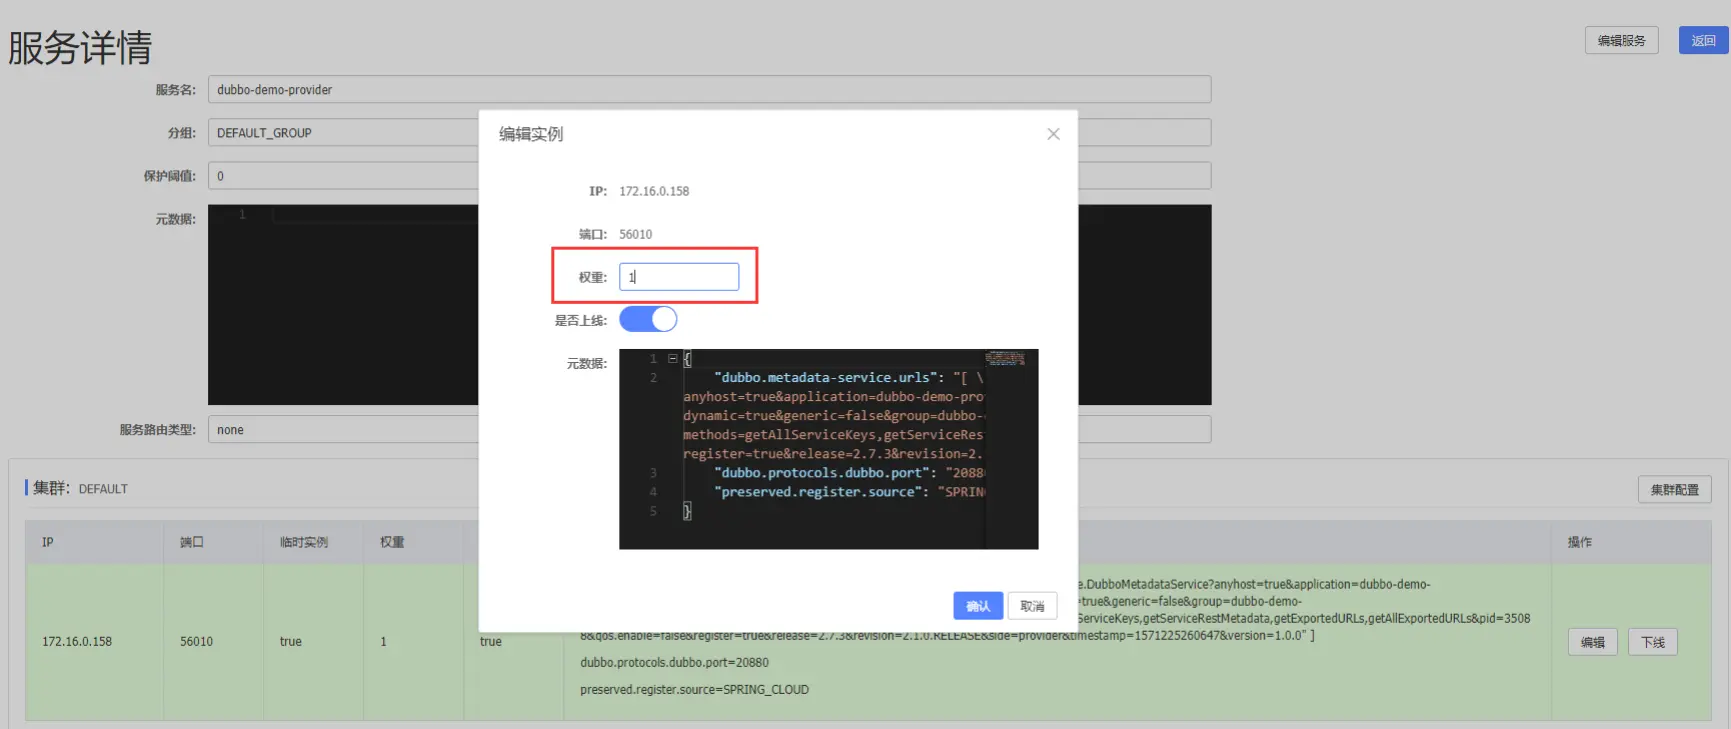 服务详情
编辑服务
返回
服务名: dubbo-demo-provider
分组: DEFAULT_GROUP
保护阈值: 0
元数据: 1
服务路由类型: none
集群: DEFAULT
集群配置
IP 端口 临时实例 权重 操作
172.16.0.158 56010 true 1 true
e.DubboMetadataService?anyhost=true&application=dubbo-demo-
=true&generic=false&group=dubbo-demo-
ServiceKeys,getServiceRestMetadata,getExportedURLs,getAllExportedURLs&pid=3508
8&qos.enable=false&register=true&release=2.7.3&revision=2.1.0.RELEASE&side=provider&timestamp=1571225260647&version=1.0.0" ]
dubbo.protocols.dubbo.port=20880
preserved.register.source=SPRING_CLOUD
编辑 下线
编辑实例
IP: 172.16.0.158
端口: 56010
权重: 1
是否上线:
元数据:
1 {
2 "dubbo.metadata-service.urls": "[ \
anyhost=true&application=dubbo-demo-pro
dynamic=true&generic=false&group=dubbo-
methods=getAllServiceKeys,getServiceRes
register=true&release=2.7.3&revision=2.
3 "dubbo.protocols.dubbo.port": "2088
4 "preserved.register.source": "SPRIN
5 }
确认 取消